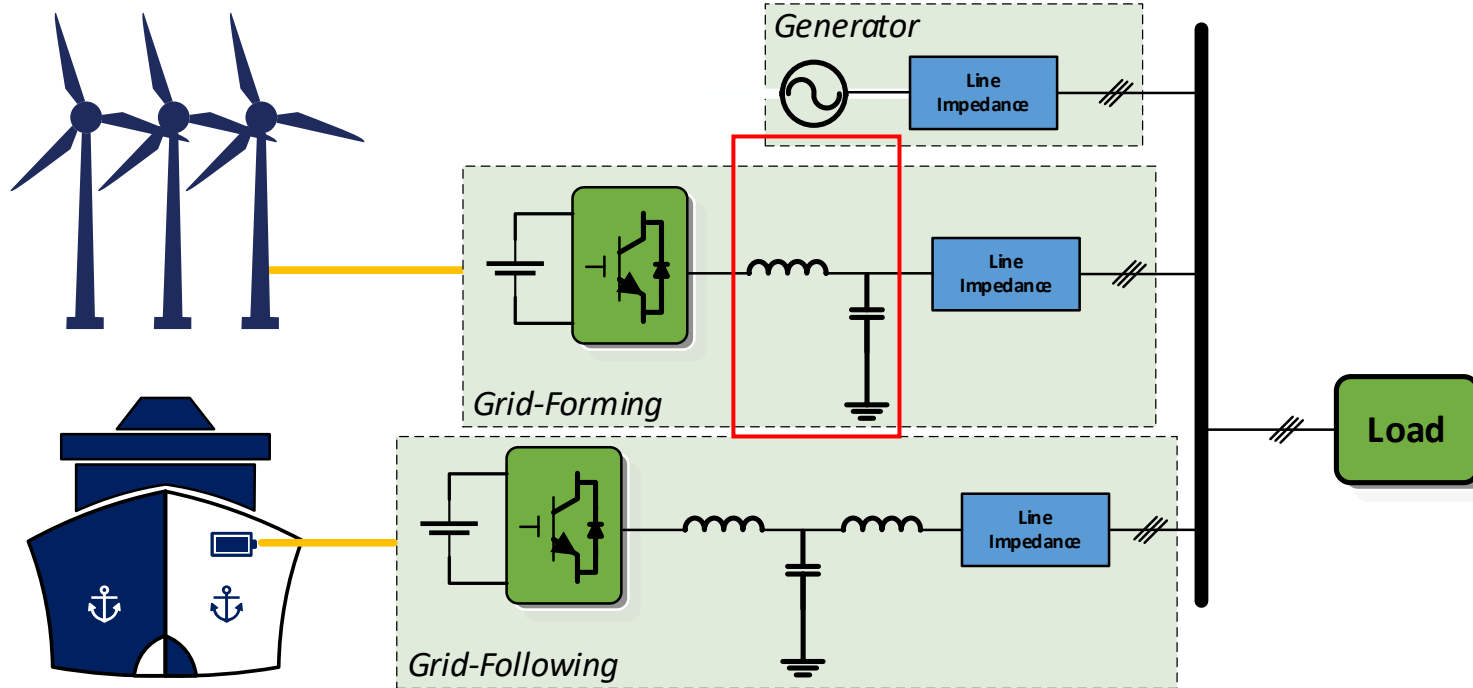 Generator
Line
Impedance
Line
Impedance
Grid-Forming
Load
Line
Impedance
Grid-Following